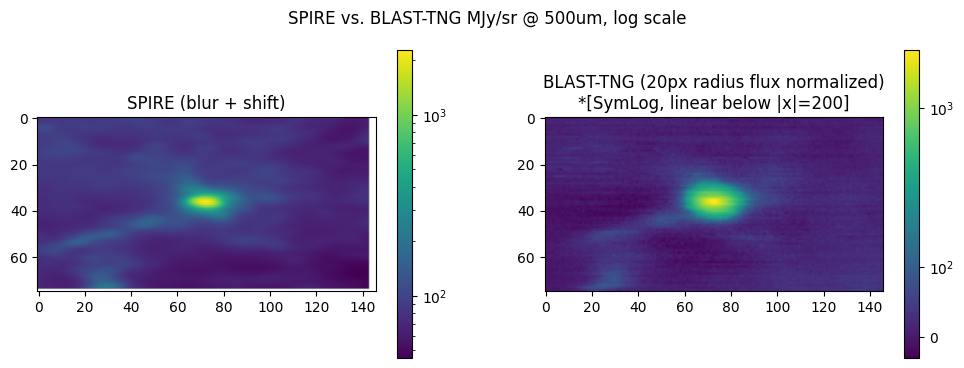 SPIRE vs. BLAST-TNG MJy/sr @ 500um, log scale
SPIRE (blur + shift)
0
20
40
60
0 20 40 60 80 100 120 140
10³
10²
BLAST-TNG (20px radius flux normalized)
*[SymLog, linear below |x|=200]
0
20
40
60
0 20 40 60 80 100 120 140
10³
10²
0